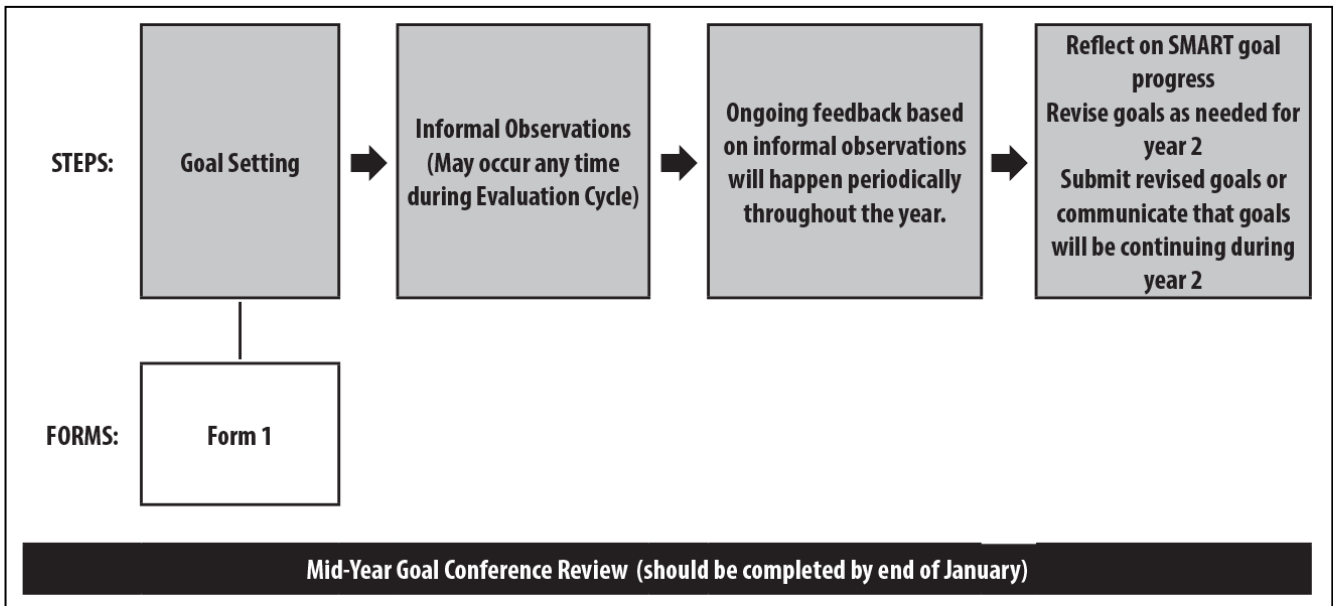 STEPS:
Goal Setting
Informal Observations
(May occur any time
during Evaluation Cycle)
Ongoing feedback based
on informal observations
will happen periodically
throughout the year.
Reflect on SMART goal
progress
Revise goals as needed for
year 2
Submit revised goals or
communicate that goals
will be continuing during
year 2
FORMS:
Form 1
Mid-Year Goal Conference Review (should be completed by end of January)